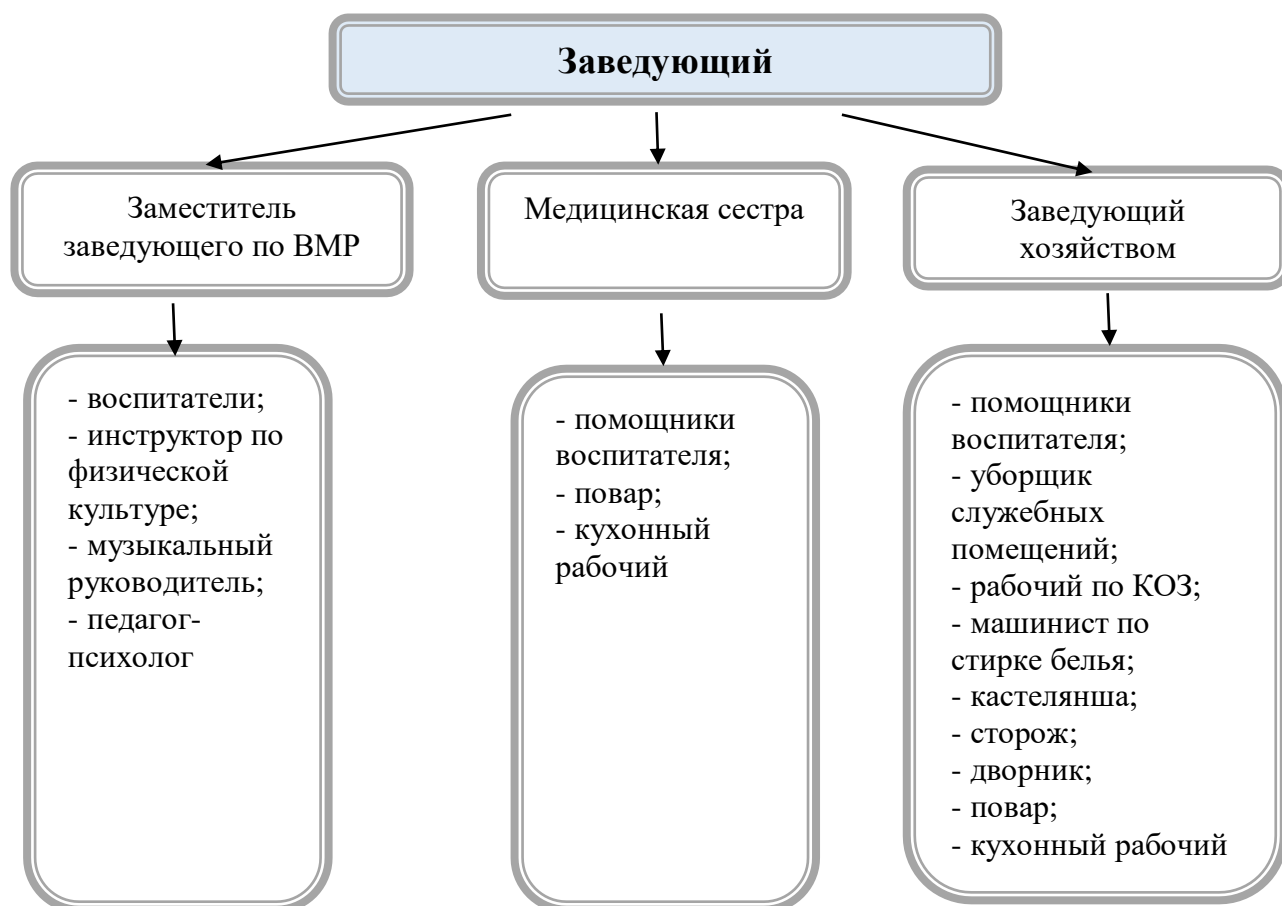 Заведующий
Заместитель
заведующего по ВМР
Медицинская сестра
Заведующий
хозяйством
- воспитатели;
- инструктор по
физической
культуре;
- музыкальный
руководитель;
- педагог-
психолог
- помощники
воспитателя;
- повар;
- кухонный
рабочий
- помощники
воспитателя;
- уборщик
служебных
помещений;
- рабочий по КОЗ;
- машинист по
стирке белья;
- кастелянша;
- сторож;
- дворник;
- повар;
- кухонный рабочий